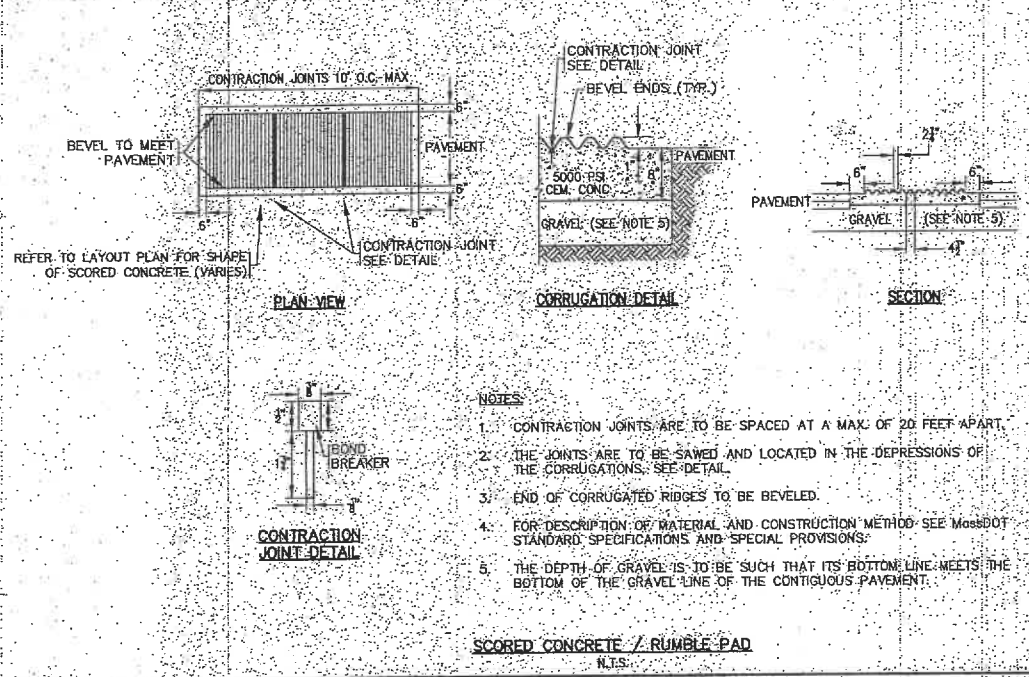 CONTRACTION JOINTS 10' O.C. MAX
6"
BEVEL TO MEET
PAVEMENT
PAVEMENT
6"
6"
6"
REFER TO LAYOUT PLAN FOR SHAPE
OF SCORED CONCRETE (VARIES)
CONTRACTION JOINT
SEE DETAIL
PLAN VIEW
CONTRACTION JOINT
SEE DETAIL
BEVEL ENDS (TYP.)
PAVEMENT
8"
5000 PSI
CEM. CONC.
GRAVEL (SEE NOTE 5)
CORRUGATION DETAIL
6"
6"
PAVEMENT
GRAVEL (SEE NOTE 5)
SECTION
BOND
BREAKER
CONTRACTION
JOINT DETAIL
NOTES:
1. CONTRACTION JOINTS ARE TO BE SPACED AT A MAX. OF 20 FEET APART.
2. THE JOINTS ARE TO BE SAWED AND LOCATED IN THE DEPRESSIONS OF
THE CORRUGATIONS, SEE DETAIL.
3. END OF CORRUGATED RIDGES TO BE BEVELED.
4. FOR DESCRIPTION OF MATERIAL AND CONSTRUCTION METHOD SEE MassDOT
STANDARD SPECIFICATIONS AND SPECIAL PROVISIONS.
5. THE DEPTH OF GRAVEL IS TO BE SUCH THAT ITS BOTTOM LINE MEETS THE
BOTTOM OF THE GRAVEL LINE OF THE CONTIGUOUS PAVEMENT.
SCORED CONCRETE / RUMBLE PAD
N.T.S.